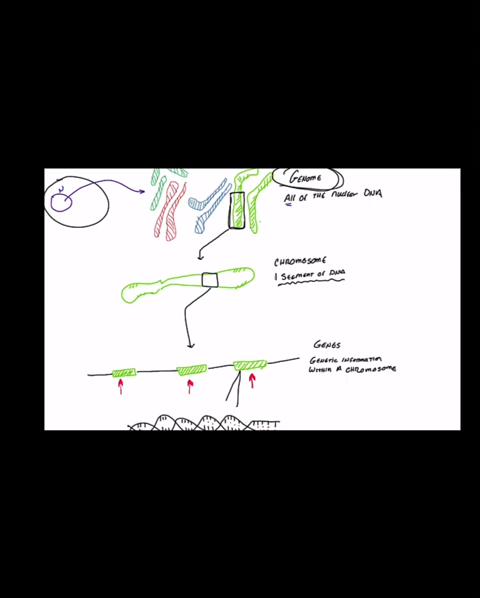 N
GENOME
All OF THE NUCLEAR DNA
CHROMOSOME
1 SEGMENT OF DNA
GENES
GENETIC INFORMATION
WITHIN A CHROMOSOME